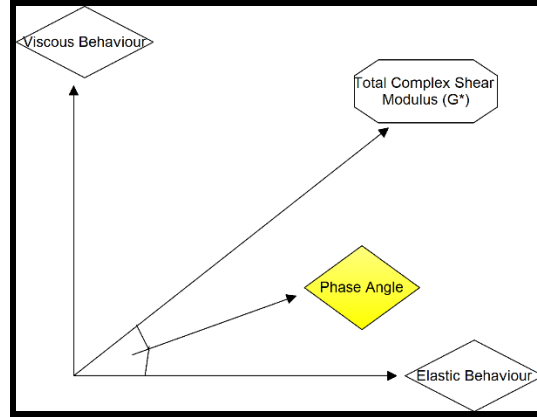 Viscous Behaviour
Total Complex Shear
Modulus (G*)
Phase Angle
Elastic Behaviour